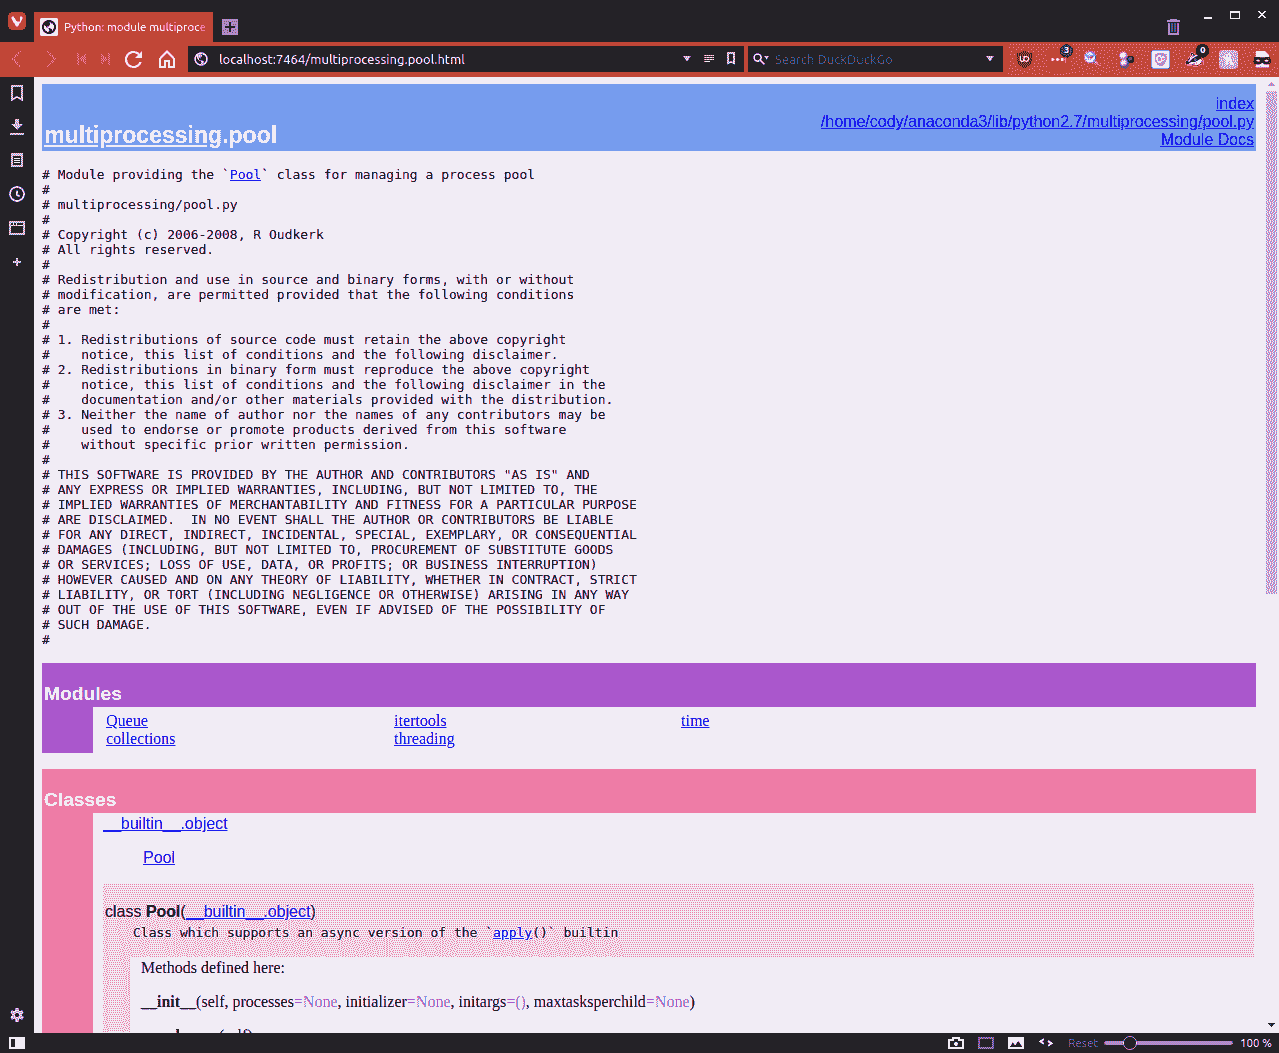 Python: module multiproce
localhost:7464/multiprocessing.pool.html
Search DuckDuckGo
3
0
index
/home/cody/anaconda3/lib/python2.7/multiprocessing/pool.py
multiprocessing.pool
Module Docs
# Module providing the `Pool` class for managing a process pool
#
# multiprocessing/pool.py
#
# Copyright (c) 2006-2008, R Oudkerk
# All rights reserved.
#
# Redistribution and use in source and binary forms, with or without
# modification, are permitted provided that the following conditions
# are met:
#
# 1. Redistributions of source code must retain the above copyright
#    notice, this list of conditions and the following disclaimer.
# 2. Redistributions in binary form must reproduce the above copyright
#    notice, this list of conditions and the following disclaimer in the
#    documentation and/or other materials provided with the distribution.
# 3. Neither the name of author nor the names of any contributors may be
#    used to endorse or promote products derived from this software
#    without specific prior written permission.
#
# THIS SOFTWARE IS PROVIDED BY THE AUTHOR AND CONTRIBUTORS "AS IS" AND
# ANY EXPRESS OR IMPLIED WARRANTIES, INCLUDING, BUT NOT LIMITED TO, THE
# IMPLIED WARRANTIES OF MERCHANTABILITY AND FITNESS FOR A PARTICULAR PURPOSE
# ARE DISCLAIMED.  IN NO EVENT SHALL THE AUTHOR OR CONTRIBUTORS BE LIABLE
# FOR ANY DIRECT, INDIRECT, INCIDENTAL, SPECIAL, EXEMPLARY, OR CONSEQUENTIAL
# DAMAGES (INCLUDING, BUT NOT LIMITED TO, PROCUREMENT OF SUBSTITUTE GOODS
# OR SERVICES; LOSS OF USE, DATA, OR PROFITS; OR BUSINESS INTERRUPTION)
# HOWEVER CAUSED AND ON ANY THEORY OF LIABILITY, WHETHER IN CONTRACT, STRICT
# LIABILITY, OR TORT (INCLUDING NEGLIGENCE OR OTHERWISE) ARISING IN ANY WAY
# OUT OF THE USE OF THIS SOFTWARE, EVEN IF ADVISED OF THE POSSIBILITY OF
# SUCH DAMAGE.
#
Modules
Queue itertools time
collections threading
Classes
__builtin__.object
Pool
class Pool(__builtin__.object)
Class which supports an async version of the `apply()` builtin
Methods defined here:
__init__(self, processes=None, initializer=None, initargs=(), maxtasksperchild=None)
Reset 100 %